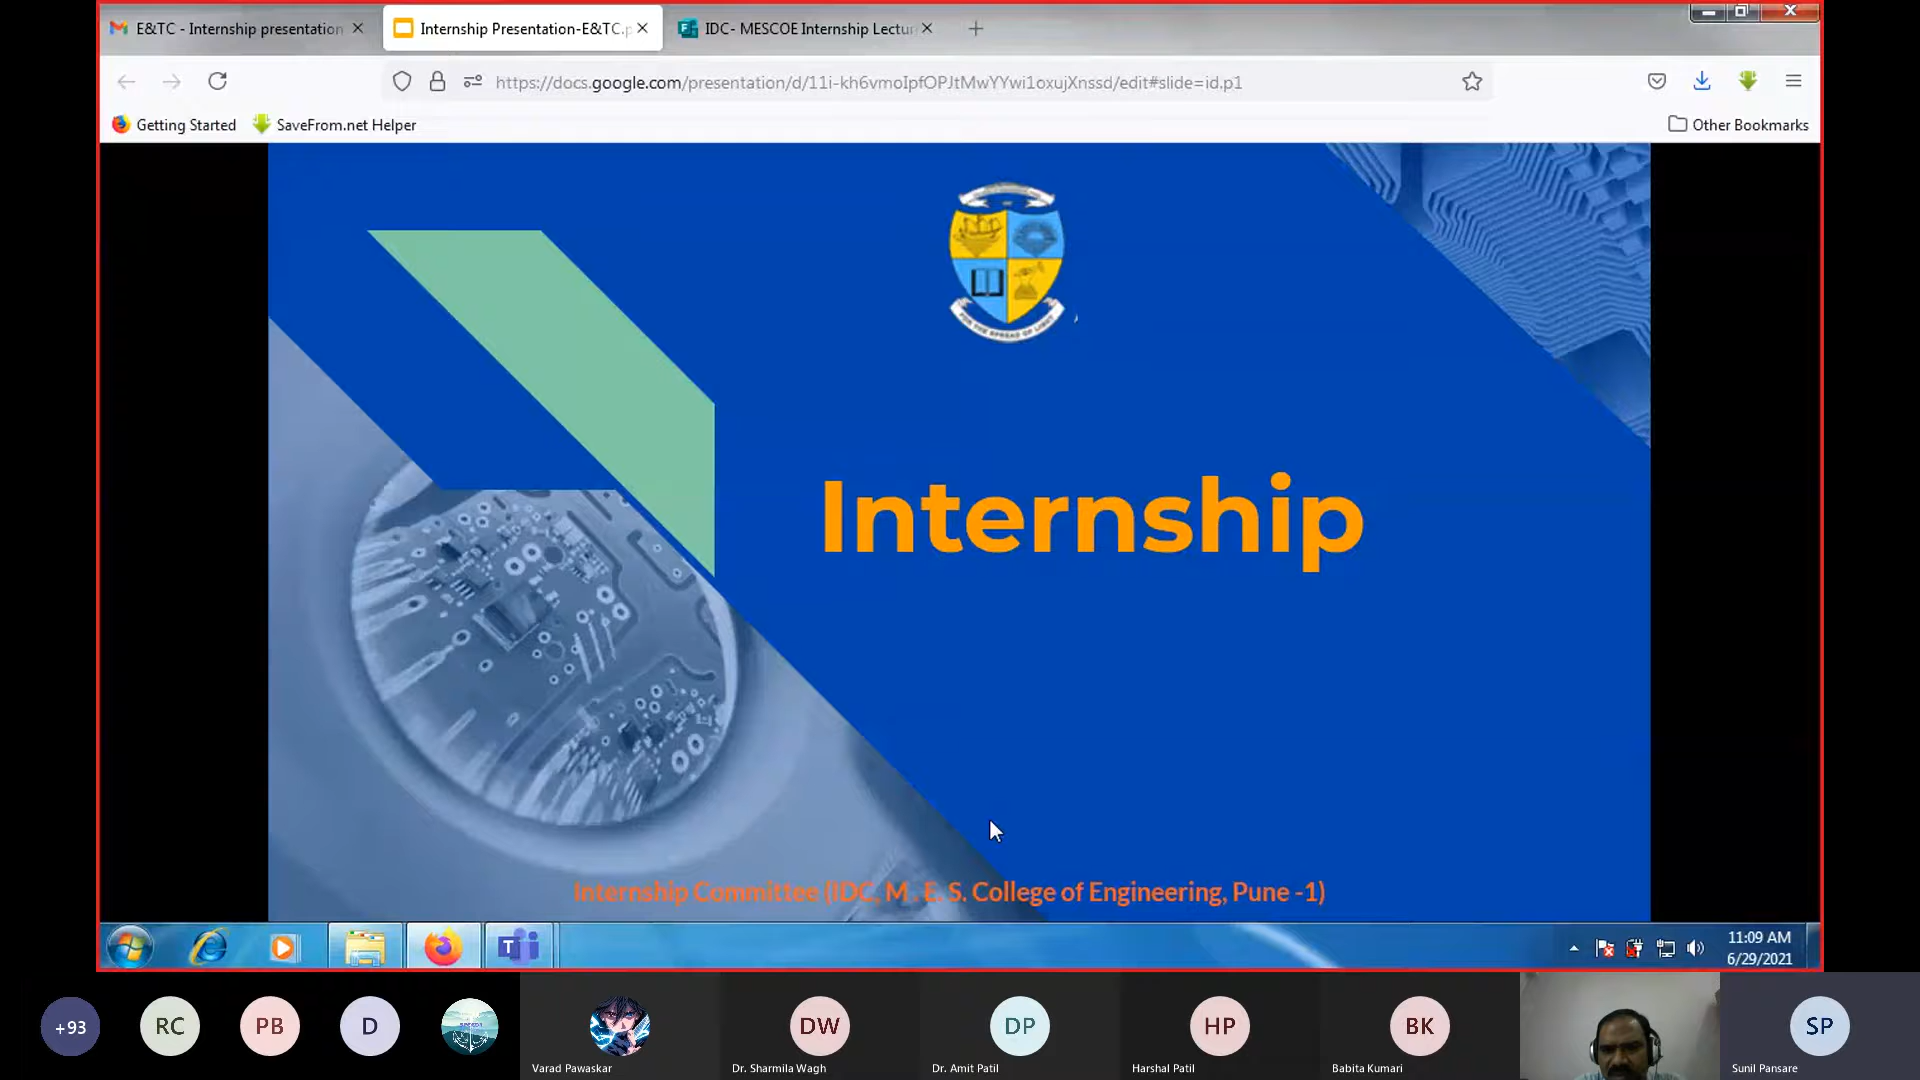 E&TC - Internship presentation
Internship Presentation-E&TC.p
IDC- MESCOE Internship Lectur
https://docs.google.com/presentation/d/11i-kh6vmoIpfOPJtMwYYwi1oxujXnssd/edit#slide=id.p1
Getting Started
SaveFrom.net Helper
Other Bookmarks
Internship
Internship Committee (IDC, M . E. S. College of Engineering, Pune -1)
11:09 AM
6/29/2021
+93
RC
PB
D
DW
DP
HP
BK
SP
Varad Pawaskar
Dr. Sharmila Wagh
Dr. Amit Patil
Harshal Patil
Babita Kumari
Sunil Pansare